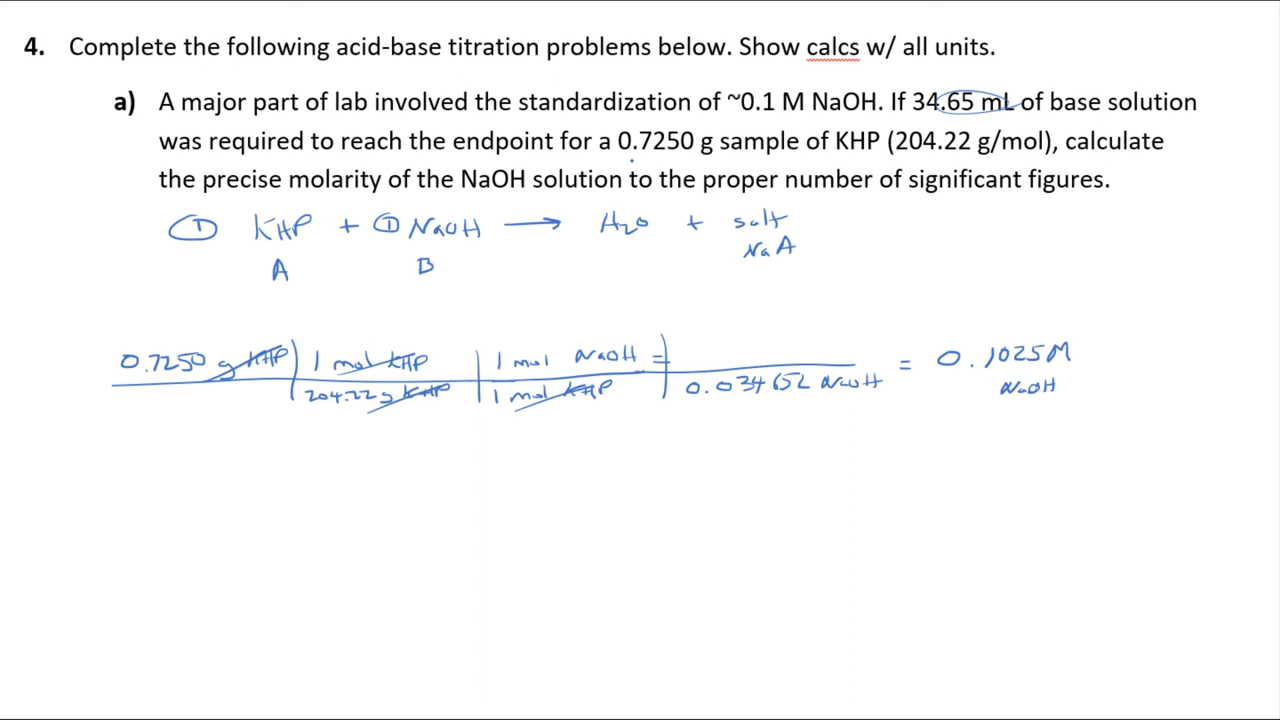 4. Complete the following acid-base titration problems below. Show calcs w/ all units.
a) A major part of lab involved the standardization of ~0.1 M NaOH. If 34.65 mL of base solution
was required to reach the endpoint for a 0.7250 g sample of KHP (204.22 g/mol), calculate
the precise molarity of the NaOH solution to the proper number of significant figures.
① KHP + ① NaOH → H₂O + salt
NaA
A B
0.7250 g KHP | 1 mol KHP | 1 mol NaOH = | = 0.1025M
204.22 g KHP | 1 mol KHP | 0.03465L NaOH NaOH